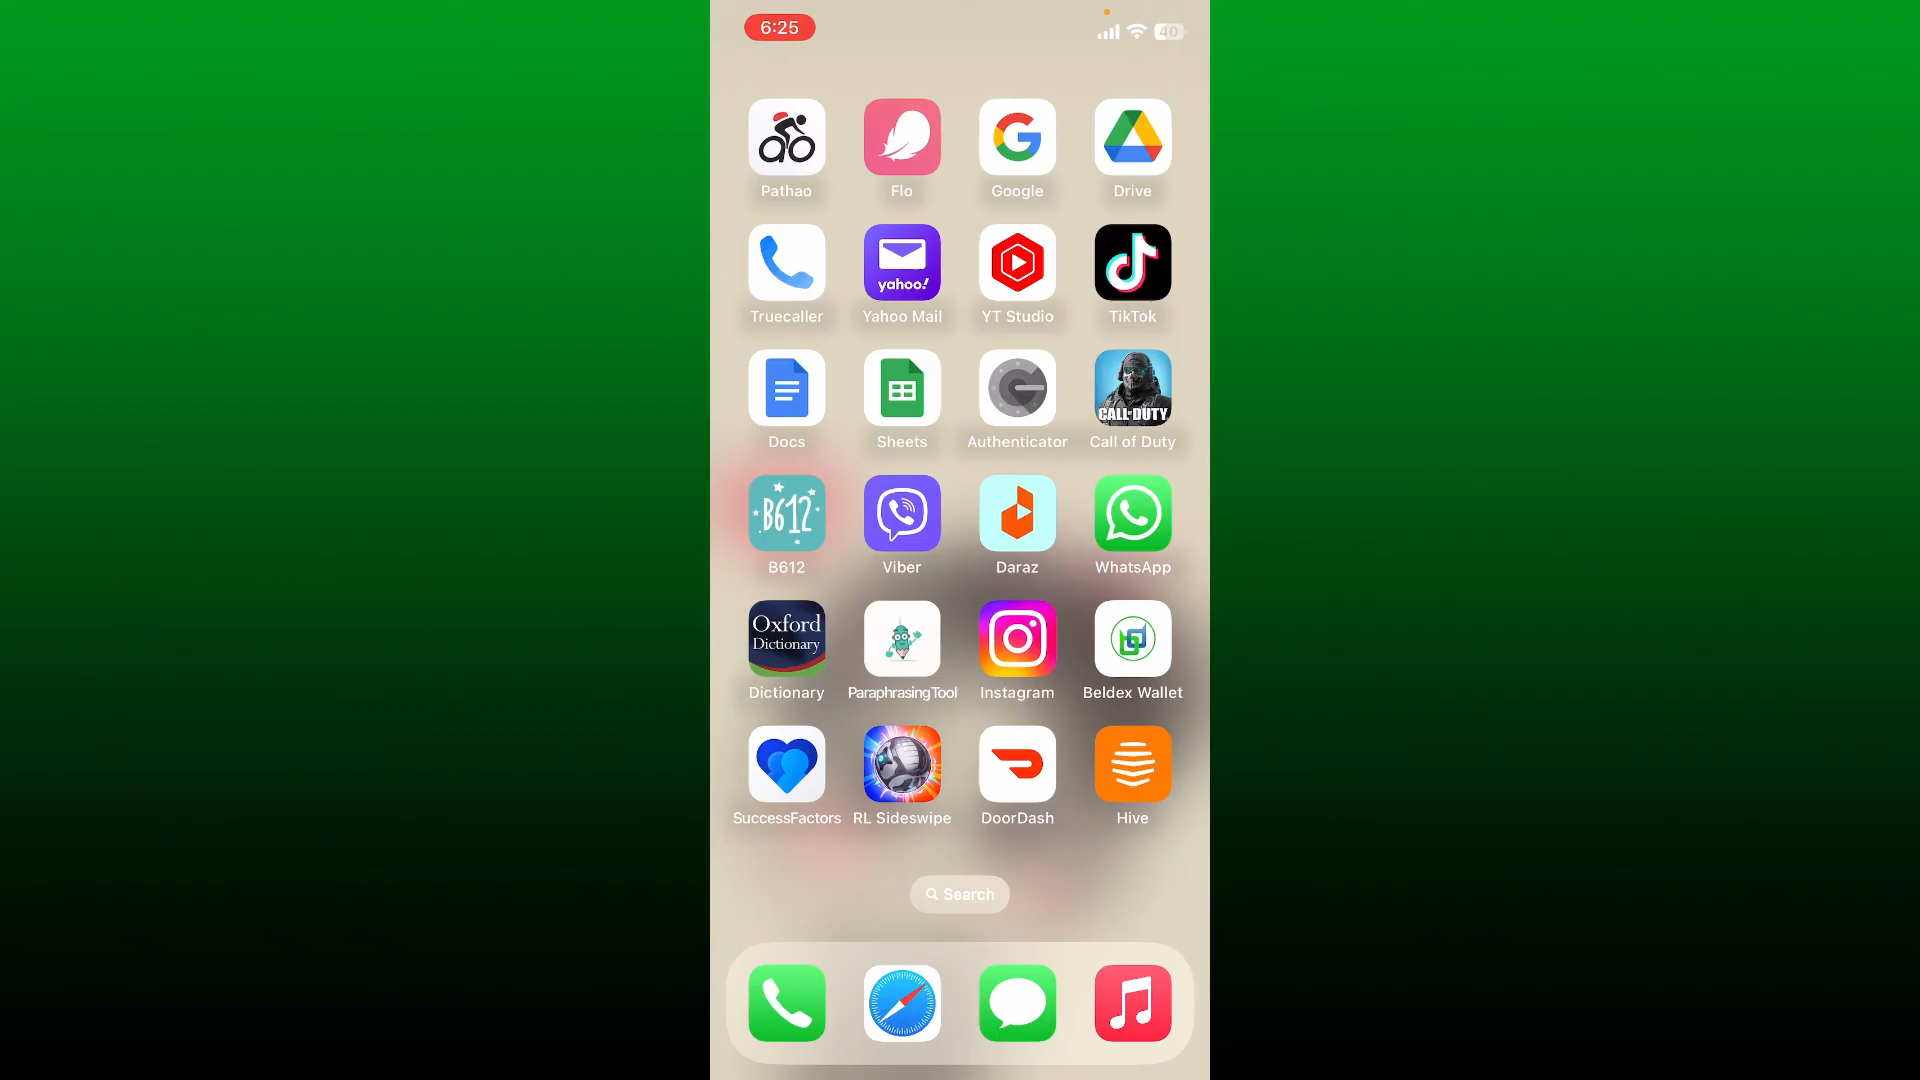 6:25
40
Pathao Flo Google Drive
yahoo!
Truecaller Yahoo Mail YT Studio TikTok
CALL OF DUTY
Docs Sheets Authenticator Call of Duty
B612
B612 Viber Daraz WhatsApp
Oxford
Dictionary
Dictionary ParaphrasingTool Instagram Beldex Wallet
SuccessFactors RL Sideswipe DoorDash Hive
Search